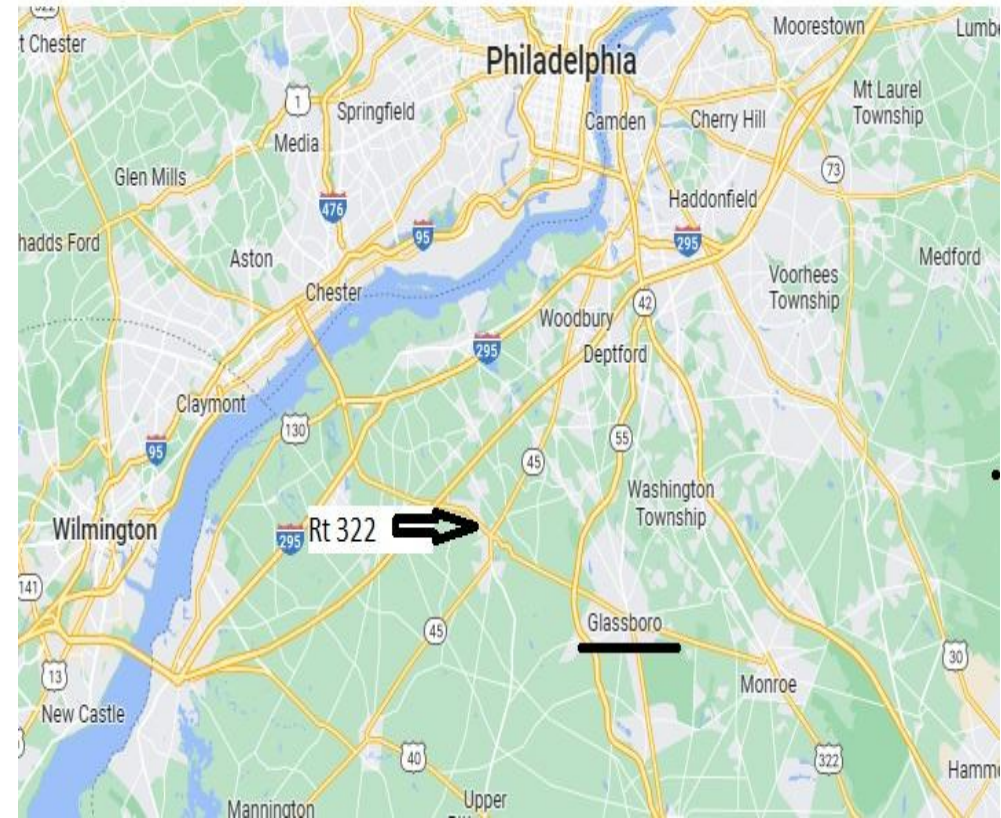 322
t Chester
Moorestown
Lumbe
Philadelphia
1
Springfield
Mt Laurel
Township
Camden
Cherry Hill
Media
73
Glen Mills
476
Haddonfield
95
295
hadds Ford
Aston
Medford
Voorhees
Township
Chester
42
Woodbury
295
Deptford
Claymont
130
55
95
45
Washington
Township
Wilmington
295
Rt 322
141
Glassboro
45
13
30
Monroe
New Castle
40
322
Hammo
Mannington
Upper